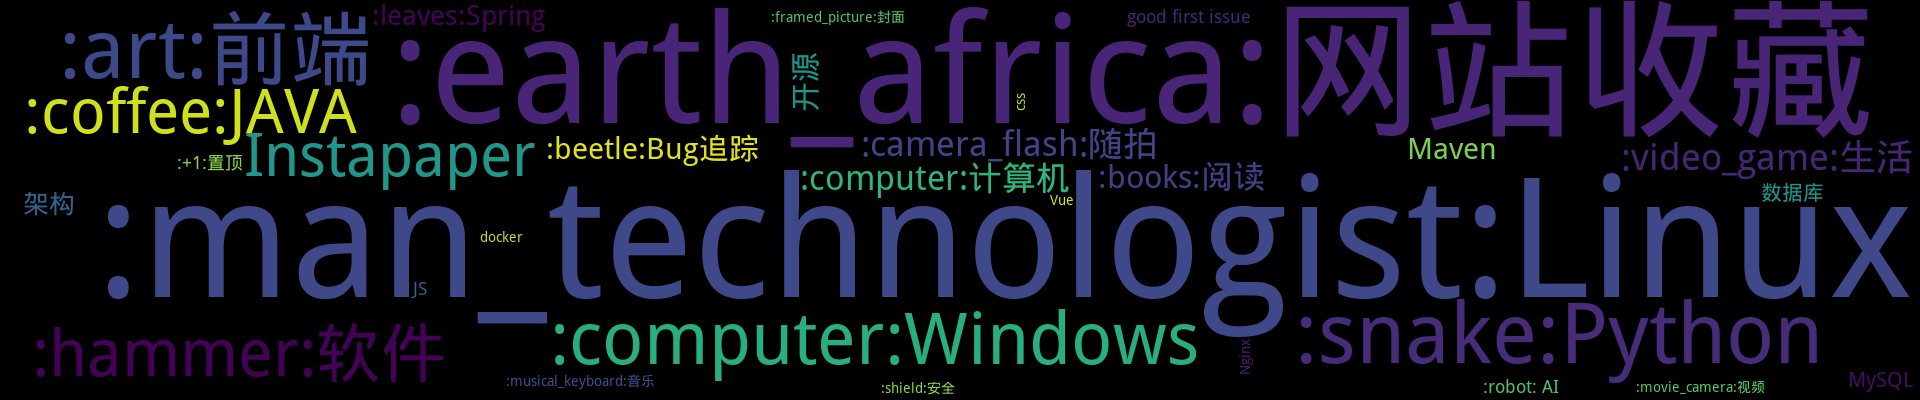 :leaves:Spring
:framed_picture:封面
good first issue
:art:前端
:earth_africa:网站收藏
开源
css
:coffee:JAVA
Instapaper
:beetle:Bug追踪
:camera_flash:随拍
Maven
:video_game:生活
:+1:置顶
:computer:计算机
:books:阅读
数据库
架构
Vue
docker
:man_technologist:Linux
JS
:hammer:软件
:computer:Windows
:snake:Python
Nginx
:musical_keyboard:音乐
:shield:安全
:robot: AI
:movie_camera:视频
MySQL